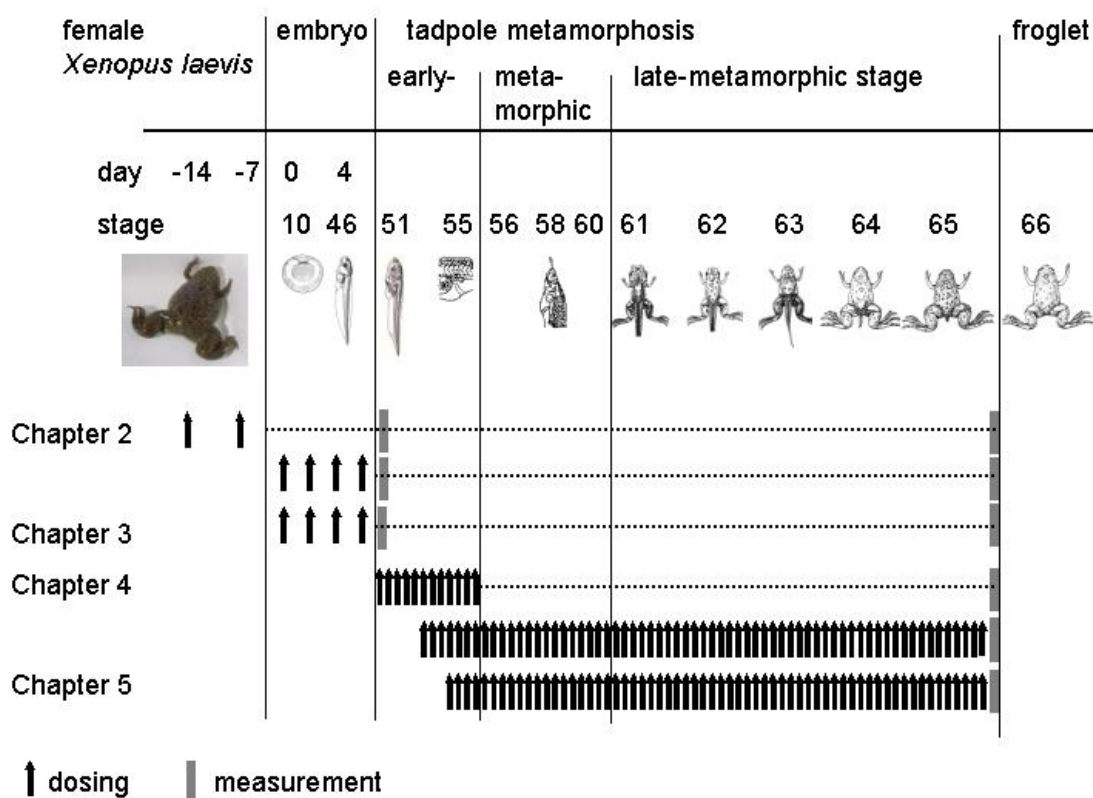 female embryo tadpole metamorphosis froglet
Xenopus laevis
early- meta-
morphic late-metamorphic stage
day -14 -7 0 4
stage 10 46 51 55 56 58 60 61 62 63 64 65 66
Chapter 2
Chapter 3
Chapter 4
Chapter 5
dosing measurement